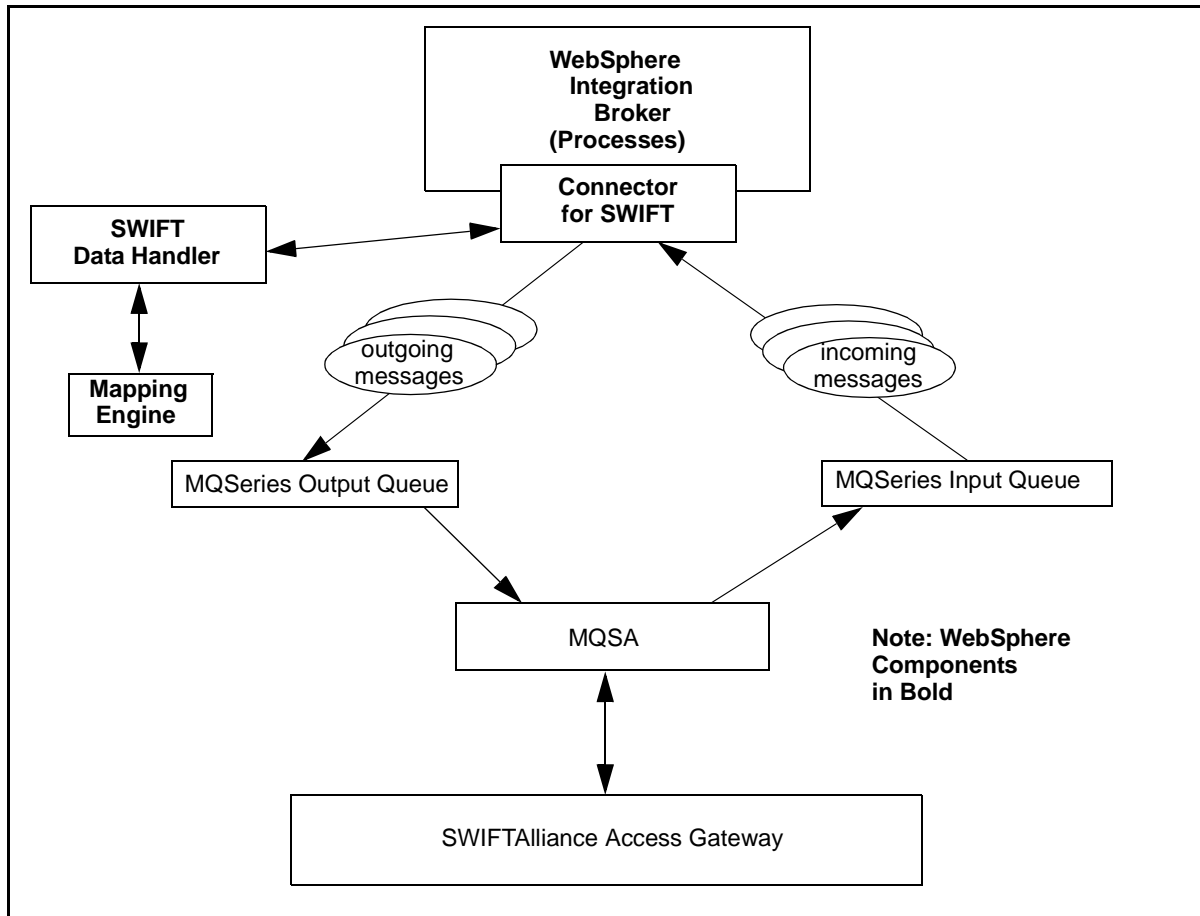 WebSphere
Integration
Broker
(Processes)
Connector
for SWIFT
SWIFT
Data Handler
outgoing
messages
incoming
messages
Mapping
Engine
MQSeries Output Queue
MQSeries Input Queue
MQSA
Note: WebSphere
Components
in Bold
SWIFTAlliance Access Gateway